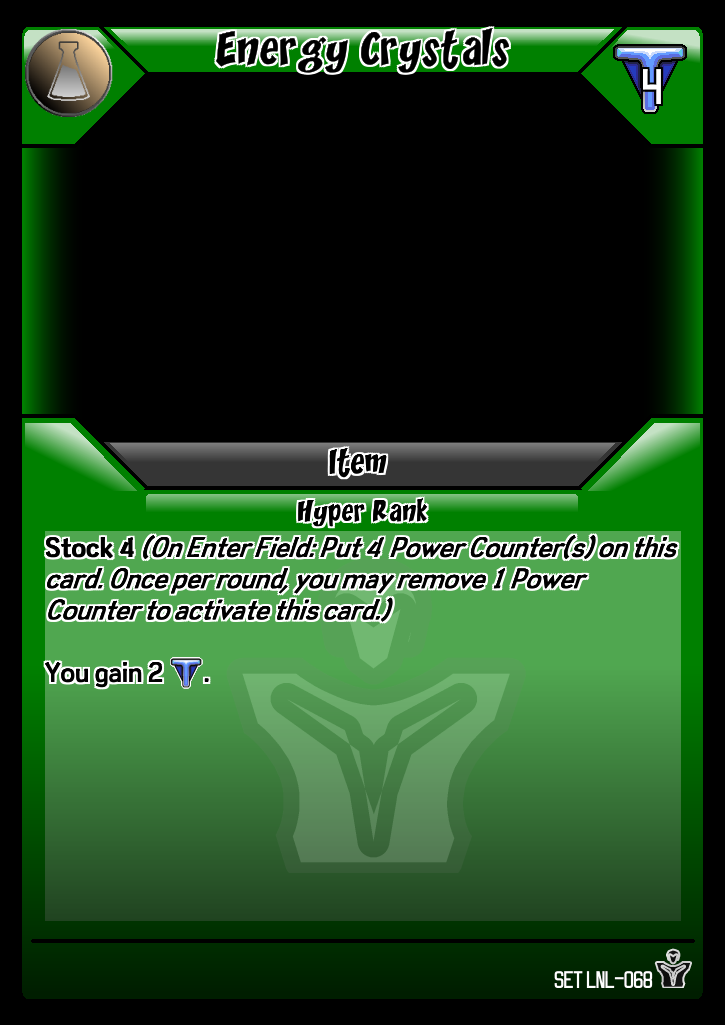 Energy Crystals
4
Item
Hyper Rank
Stock 4 (On Enter Field: Put 4 Power Counter(s) on this
card. Once per round, you may remove 1 Power
Counter to activate this card.)
You gain 2 T.
SET LNL-068